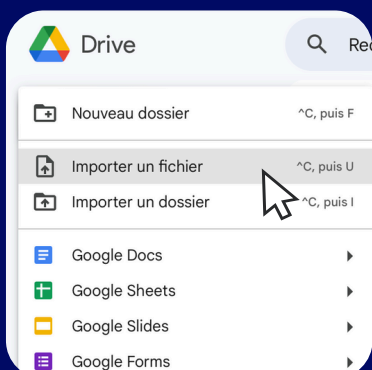 Drive
Rec
Nouveau dossier ^C, puis F
Importer un fichier ^C, puis U
Importer un dossier ^C, puis I
Google Docs
Google Sheets
Google Slides
Google Forms